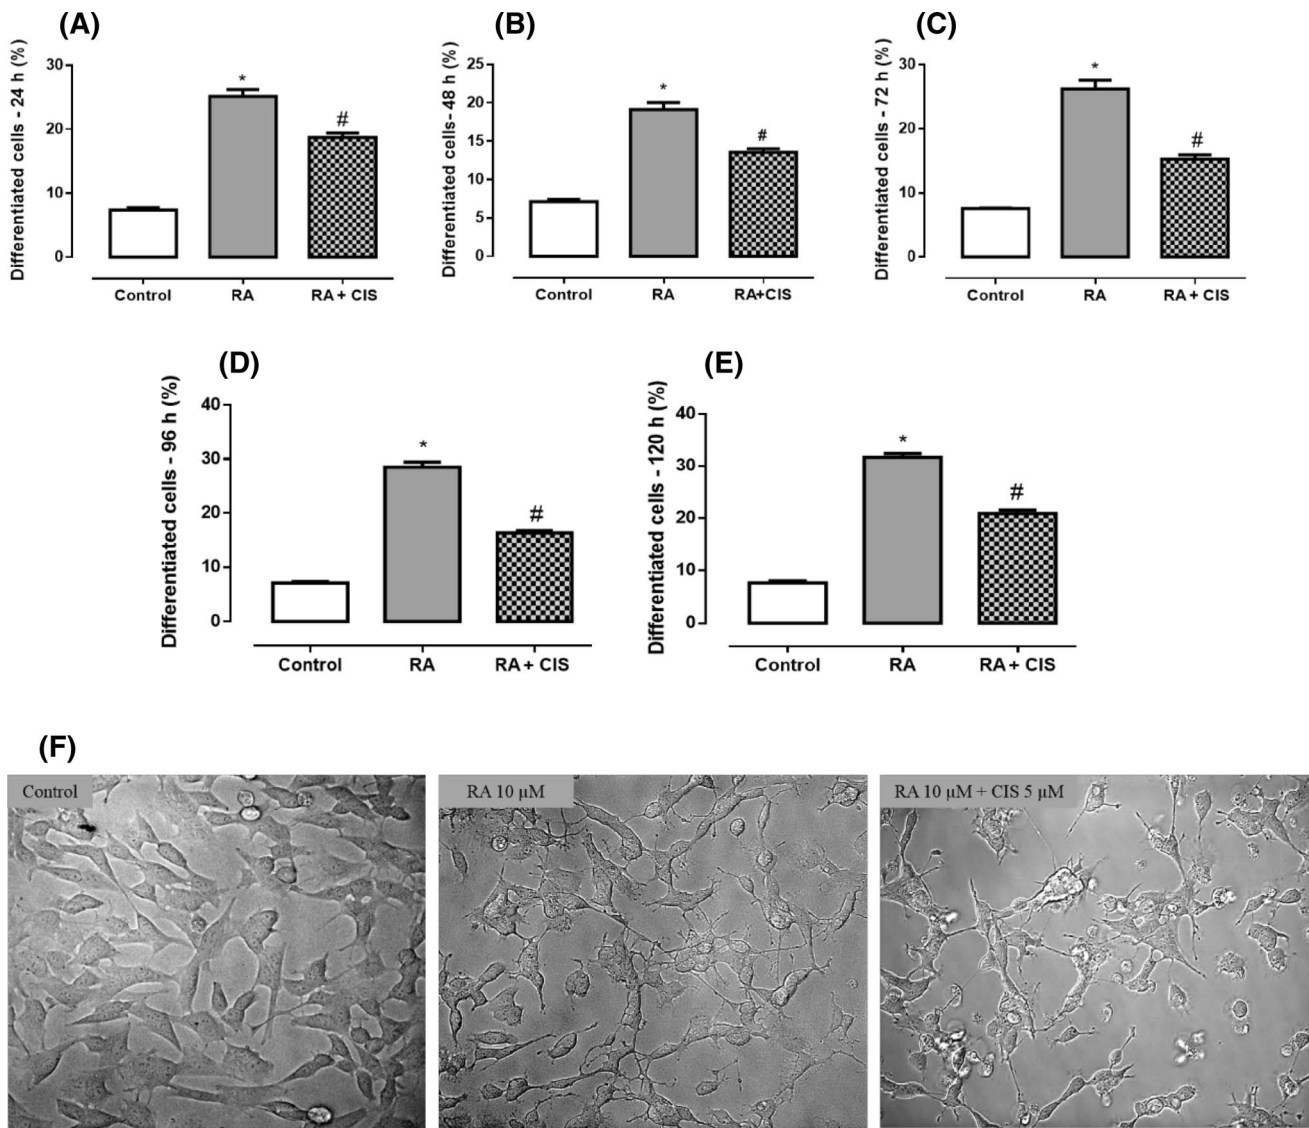 (A)
Differentiated cells - 24 h (%)
30
20
10
0
*
#
Control RA RA + CIS
(B)
Differentiated cells- 48 h (%)
25
20
15
10
5
0
*
#
Control RA RA+CIS
(C)
Differentiated cells - 72 h (%)
30
20
10
0
*
#
Control RA RA + CIS
(D)
Differentiated cells - 96 h (%)
40
30
20
10
0
*
#
Control RA RA + CIS
(E)
Differentiated cells - 120 h (%)
40
30
20
10
0
*
#
Control RA RA + CIS
(F)
Control
RA 10 µM
RA 10 µM + CIS 5 µM